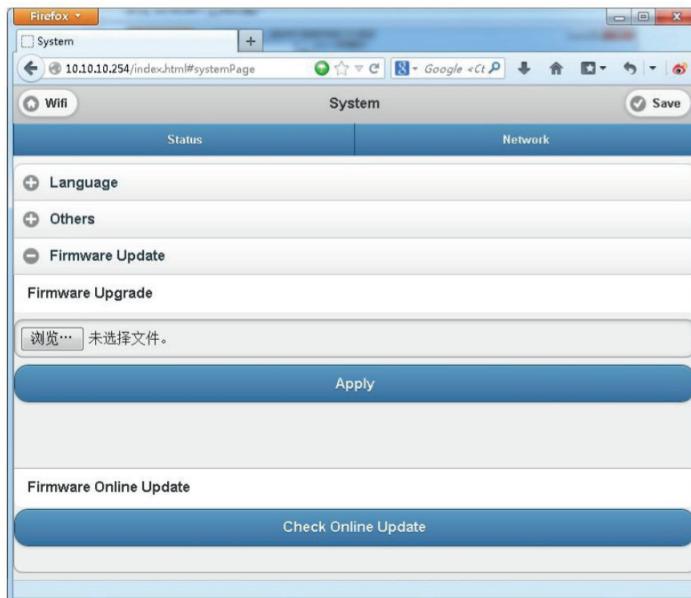 Firefox
System
10.10.10.254/index.html#systemPage
Google <Ct
Wifi System Save
Status Network
Language
Others
Firmware Update
Firmware Upgrade
浏览… 未选择文件。
Apply
Firmware Online Update
Check Online Update